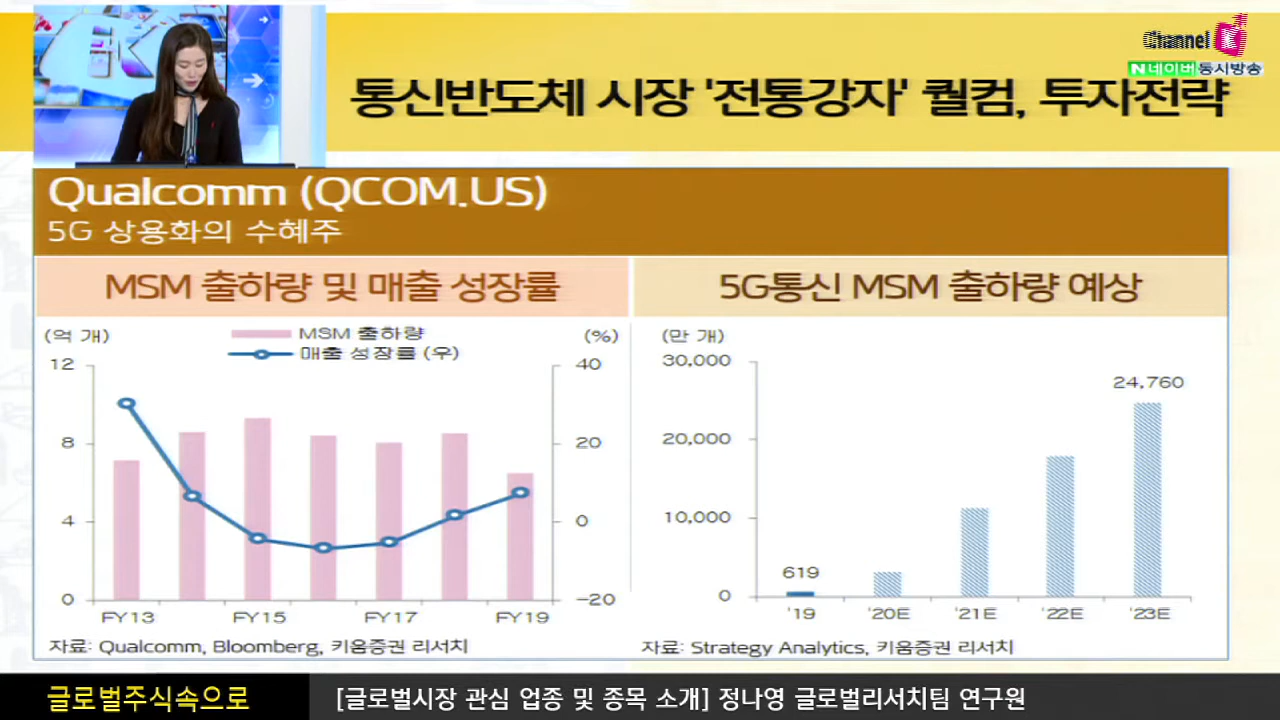 Channel
N네이버 동시방송
통신반도체 시장 '전통강자' 퀄컴, 투자전략
Qualcomm (QCOM.US)
5G 상용화의 수혜주
MSM 출하량 및 매출 성장률
(억 개)
(%)
MSM 출하량
매출 성장률 (우)
12
8
4
0
40
20
0
-20
FY13
FY15
FY17
FY19
자료: Qualcomm, Bloomberg, 키움증권 리서치
5G통신 MSM 출하량 예상
(만 개)
30,000
20,000
10,000
0
619
24,760
'19
'20E
'21E
'22E
'23E
자료: Strategy Analytics, 키움증권 리서치
글로벌주식속으로
[글로벌시장 관심 업종 및 종목 소개] 정나영 글로벌리서치팀 연구원